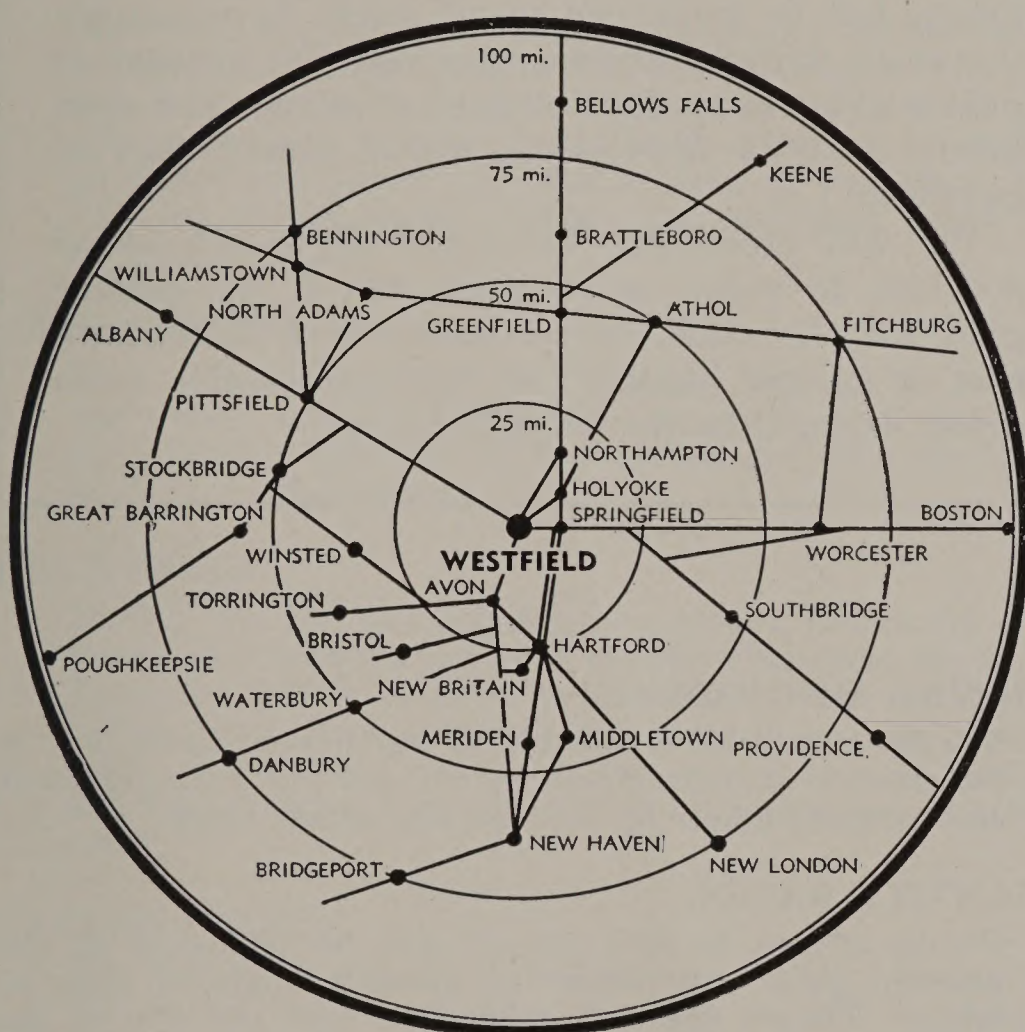 100 mi.
BELLOWS FALLS
75 mi.
KEENE
BENNINGTON
BRATTLEBORO
WILLIAMSTOWN
50 mi.
NORTH ADAMS
ATHOL
ALBANY
GREENFIELD
FITCHBURG
PITTSFIELD
25 mi.
NORTHAMPTON
STOCKBRIDGE
HOLYOKE
GREAT BARRINGTON
SPRINGFIELD
BOSTON
WINSTED
WESTFIELD
WORCESTER
AVON
TORRINGTON
SOUTHBRIDGE
BRISTOL
HARTFORD
POUGHKEEPSIE
NEW BRITAIN
WATERBURY
MERIDEN
MIDDLETOWN
PROVIDENCE
DANBURY
NEW HAVEN
BRIDGEPORT
NEW LONDON